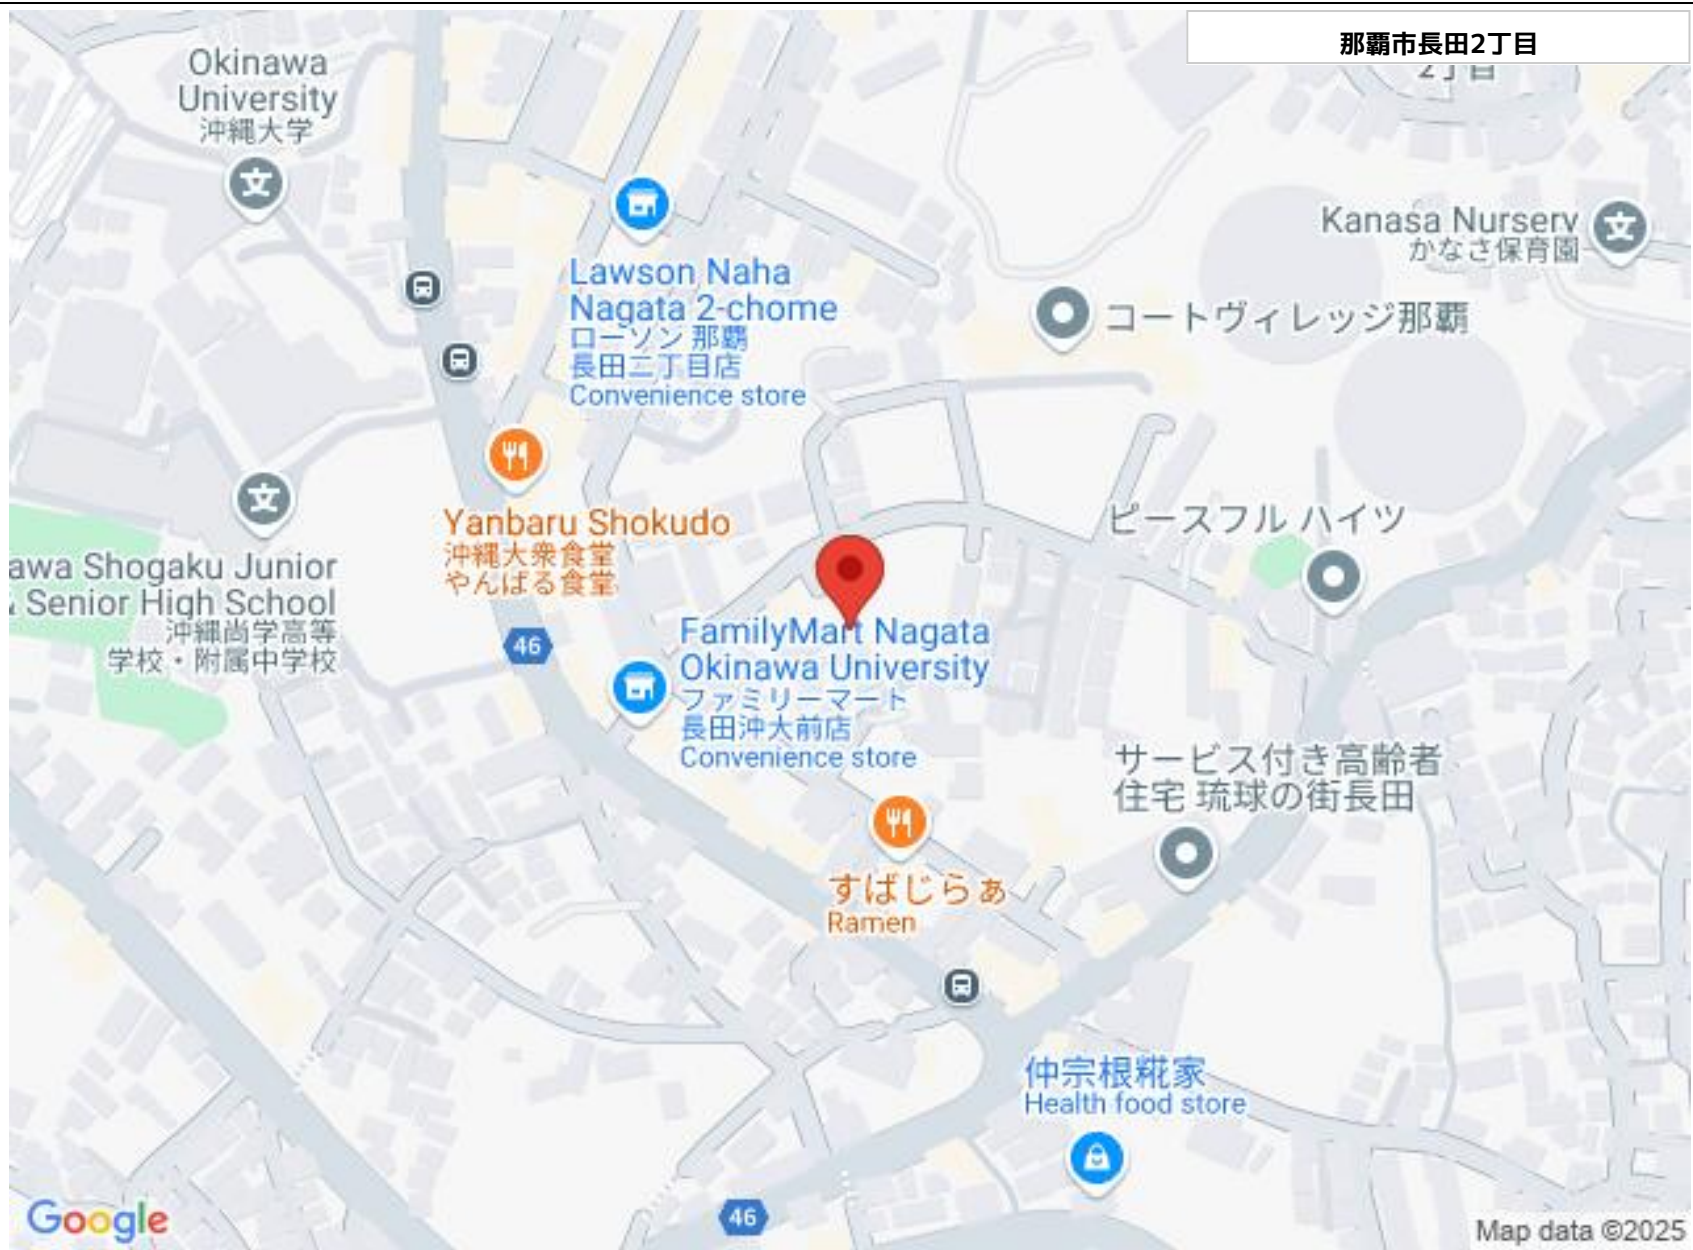 那覇市長田2丁目
2丁目
Okinawa
University
沖縄大学
Kanasa Nurserv
かなさ保育園
Lawson Naha
Nagata 2-chome
ローソン 那覇
長田二丁目店
Convenience store
コートヴィレッジ那覇
Yanbaru Shokudo
沖縄大衆食堂
やんばる食堂
ピースフル ハイツ
awa Shogaku Junior
& Senior High School
沖縄尚学高等
学校・附属中学校
46
FamilyMart Nagata
Okinawa University
ファミリーマート
長田沖大前店
Convenience store
サービス付き高齢者
住宅 琉球の街長田
すばじらぁ
Ramen
仲宗根糀家
Health food store
46
Google
Map data ©2025